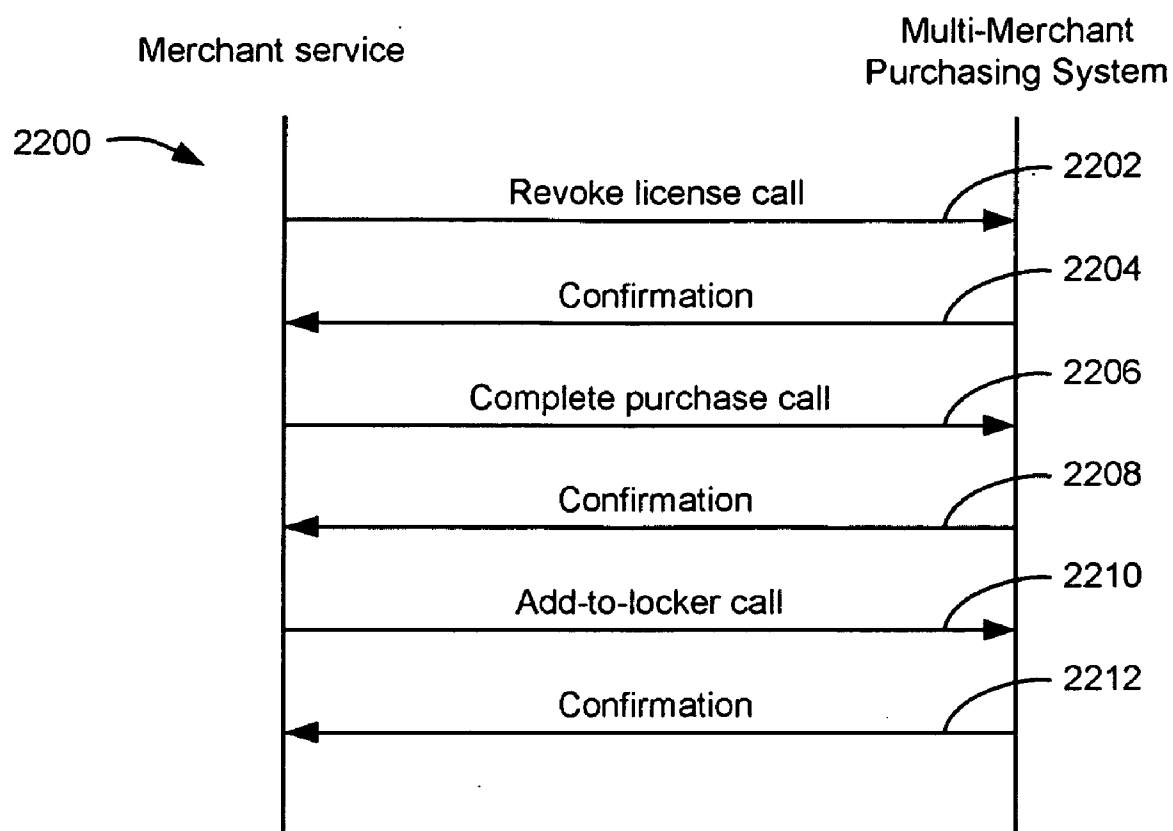 Merchant service
Multi-Merchant
Purchasing System
2200
2202
Revoke license call
2204
Confirmation
2206
Complete purchase call
2208
Confirmation
2210
Add-to-locker call
2212
Confirmation